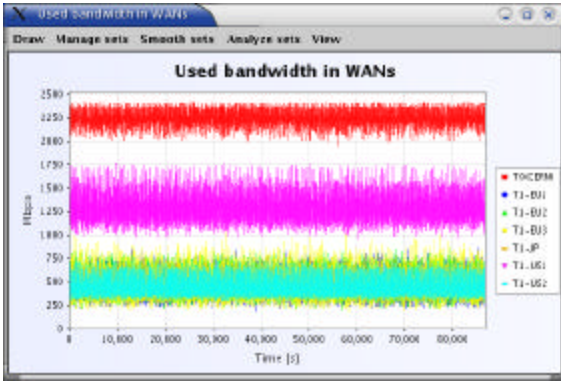 Used bandwidth in WANs
Draw Manage sets Smooth sets Analyze sets View
Used bandwidth in WANs
2500
2250
2000
1750
1500
1250
1000
750
500
250
0
Mbps
0 10,000 20,000 30,000 40,000 50,000 60,000 70,000 80,000
Time [s]
T0/CERN
T1-EU1
T1-EU2
T1-EU3
T1-JP
T1-US1
T1-US2